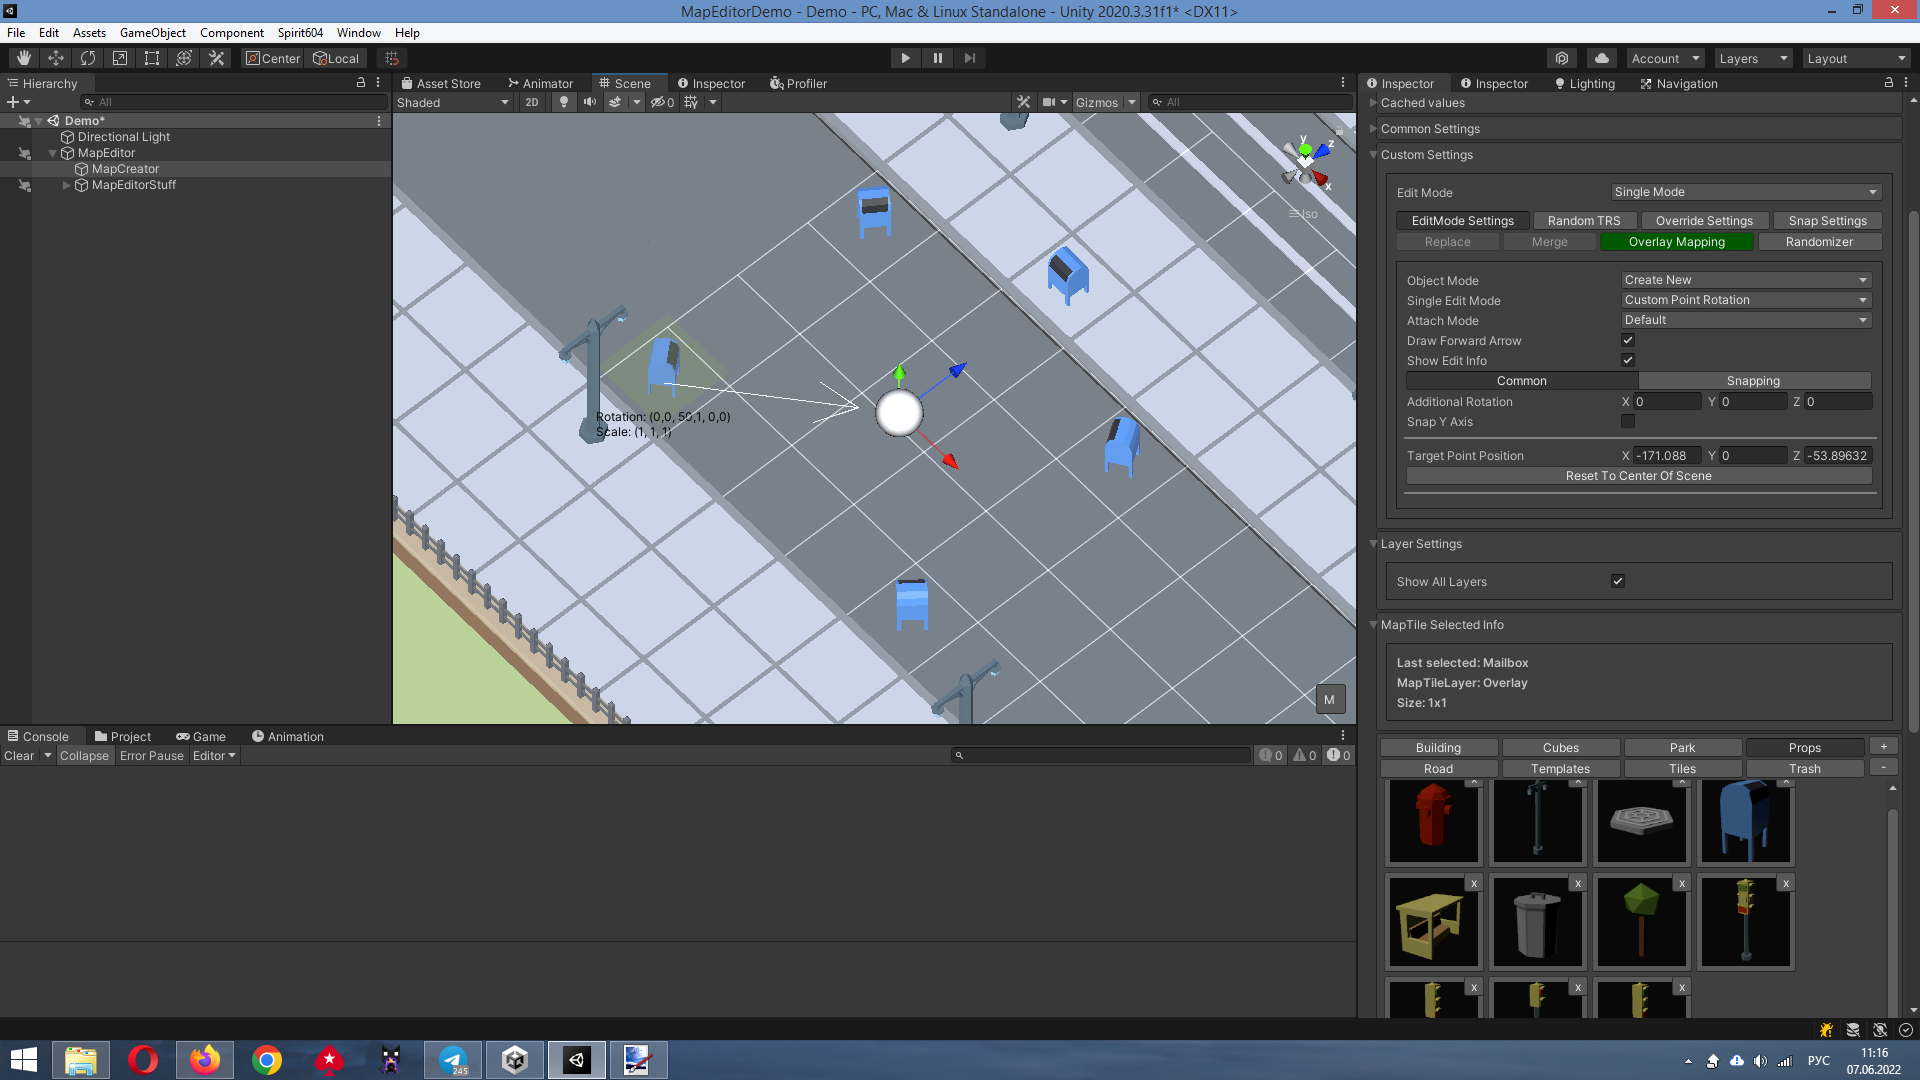 MapEditorDemo - Demo - PC, Mac & Linux Standalone - Unity 2020.3.31f1* <DX11>
File Edit Assets GameObject Component Spirit604 Window Help
Center Local Account Layers Layout
Hierarchy
All
Demo*
Directional Light
MapEditor
MapCreator
MapEditorStuff
Asset Store Animator Scene Inspector Profiler
Shaded 2D 0 Gizmos All
y
z
x
Iso
Rotation: (0,0, 50,1, 0,0)
Scale: (1, 1, 1)
M
Inspector Inspector Lighting Navigation
Cached values
Common Settings
Custom Settings
Edit Mode Single Mode
EditMode Settings Random TRS Override Settings Snap Settings
Replace Merge Overlay Mapping Randomizer
Object Mode Create New
Single Edit Mode Custom Point Rotation
Attach Mode Default
Draw Forward Arrow
Show Edit Info
Common Snapping
Additional Rotation X 0 Y 0 Z 0
Snap Y Axis
Target Point Position X -171.088 Y 0 Z -53.89632
Reset To Center Of Scene
Layer Settings
Show All Layers
MapTile Selected Info
Last selected: Mailbox
MapTileLayer: Overlay
Size: 1x1
Building Cubes Park Props +
Road Templates Tiles Trash -
x x x x
x x x x
x x x
Console Project Game Animation
Clear Collapse Error Pause Editor 0 0 0
245
РУС
11:16
07.06.2022